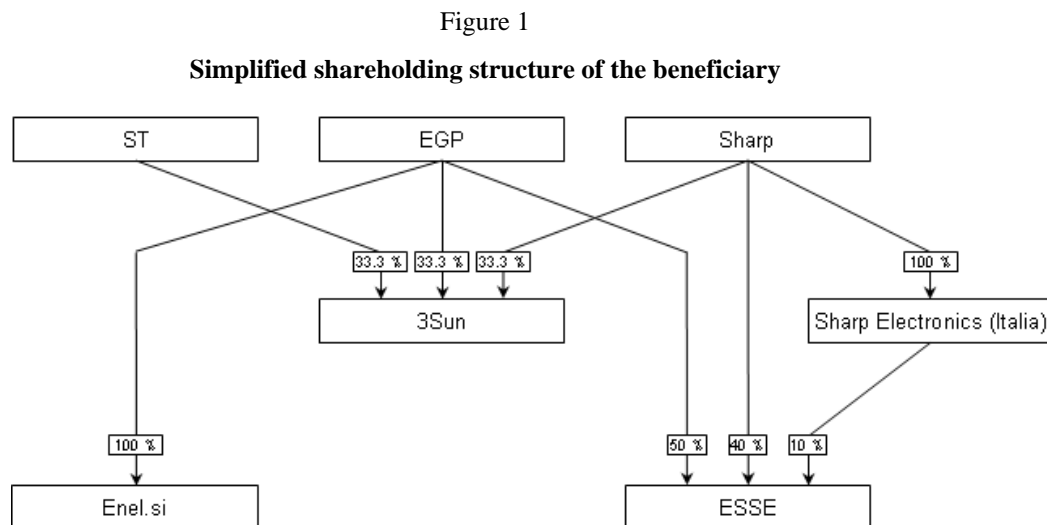 Figure 1
Simplified shareholding structure of the beneficiary
ST
EGP
Sharp
33.3 %
33.3 %
33.3 %
100 %
3Sun
Sharp Electronics (Italia)
100 %
50 %
40 %
10 %
Enel.si
ESSE